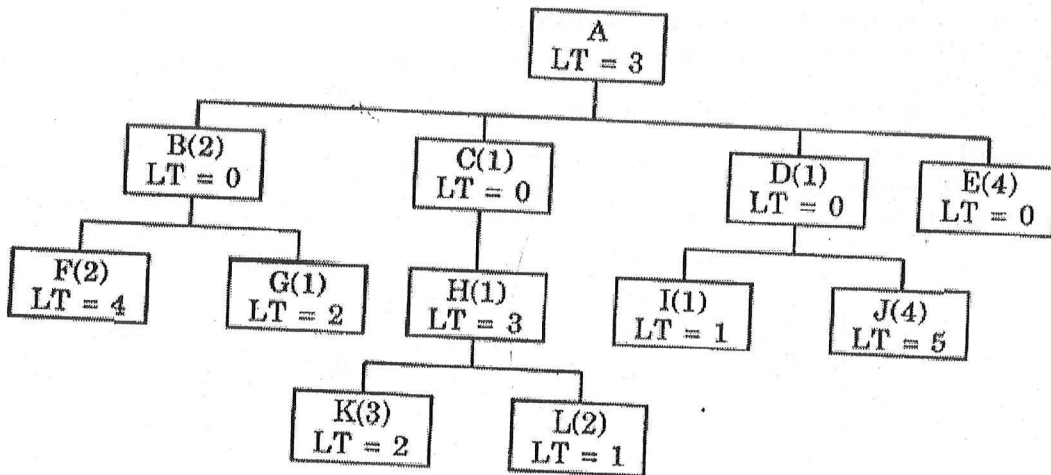 A
LT = 3
B(2)
LT = 0
C(1)
LT = 0
D(1)
LT = 0
E(4)
LT = 0
F(2)
LT = 4
G(1)
LT = 2
H(1)
LT = 3
I(1)
LT = 1
J(4)
LT = 5
K(3)
LT = 2
L(2)
LT = 1